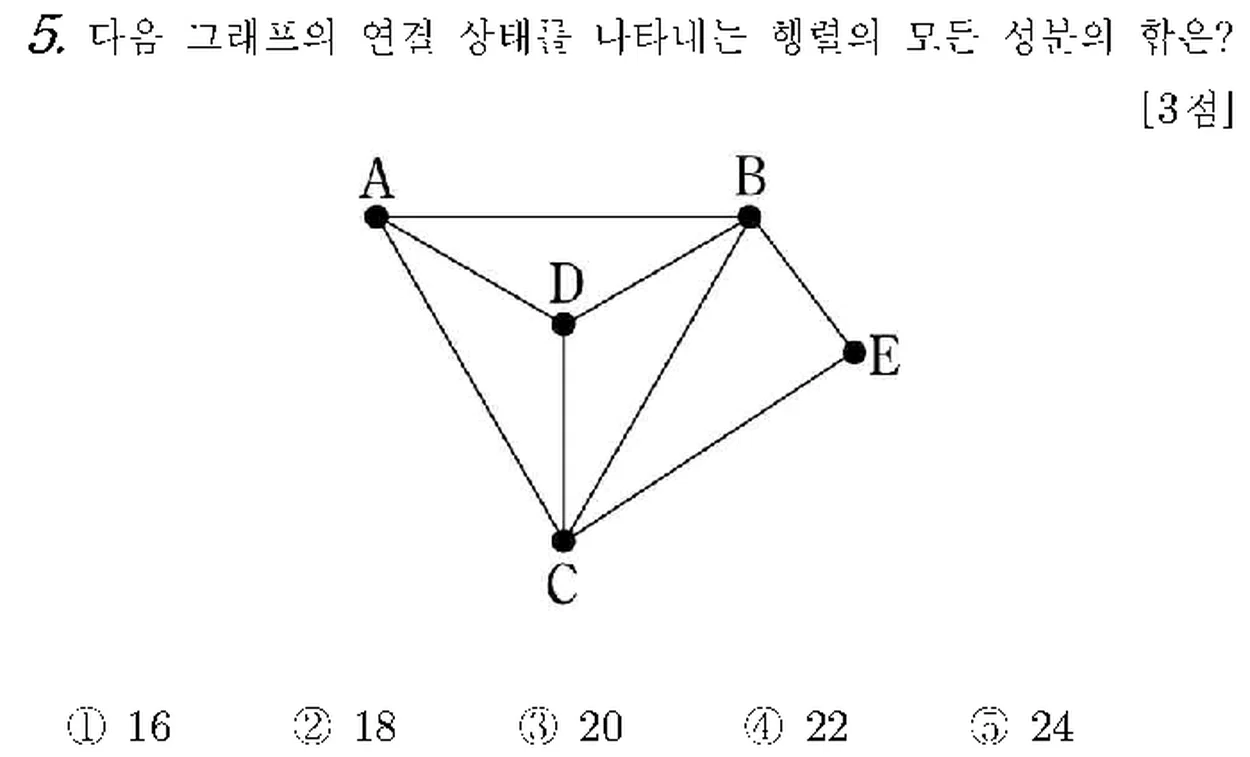 5. 다음 그래프의 연결 상태를 나타내는 행렬의 모든 성분의 합은?
[3점]
A B
D
E
C
① 16 ② 18 ③ 20 ④ 22 ⑤ 24